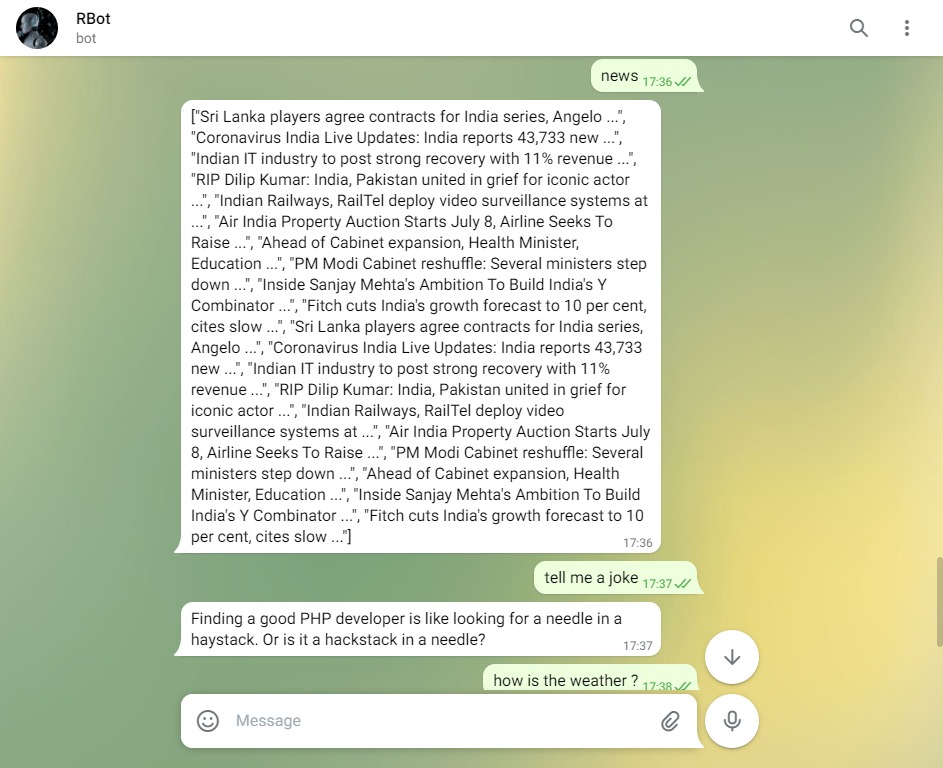 RBot
bot
news 17:36
["Sri Lanka players agree contracts for India series, Angelo ...",
"Coronavirus India Live Updates: India reports 43,733 new ...",
"Indian IT industry to post strong recovery with 11% revenue ...",
"RIP Dilip Kumar: India, Pakistan united in grief for iconic actor
...", "Indian Railways, RailTel deploy video surveillance systems at
...", "Air India Property Auction Starts July 8, Airline Seeks To
Raise ...", "Ahead of Cabinet expansion, Health Minister,
Education ...", "PM Modi Cabinet reshuffle: Several ministers step
down ...", "Inside Sanjay Mehta's Ambition To Build India's Y
Combinator ...", "Fitch cuts India's growth forecast to 10 per cent,
cites slow ...", "Sri Lanka players agree contracts for India series,
Angelo ...", "Coronavirus India Live Updates: India reports 43,733
new ...", "Indian IT industry to post strong recovery with 11%
revenue ...", "RIP Dilip Kumar: India, Pakistan united in grief for
iconic actor ...", "Indian Railways, RailTel deploy video
surveillance systems at ...", "Air India Property Auction Starts July
8, Airline Seeks To Raise ...", "PM Modi Cabinet reshuffle: Several
ministers step down ...", "Ahead of Cabinet expansion, Health
Minister, Education ...", "Inside Sanjay Mehta's Ambition To Build
India's Y Combinator ...", "Fitch cuts India's growth forecast to 10
per cent, cites slow ..."]
17:36
tell me a joke 17:37
Finding a good PHP developer is like looking for a needle in a
haystack. Or is it a hackstack in a needle?
17:37
how is the weather ? 17:38
Message